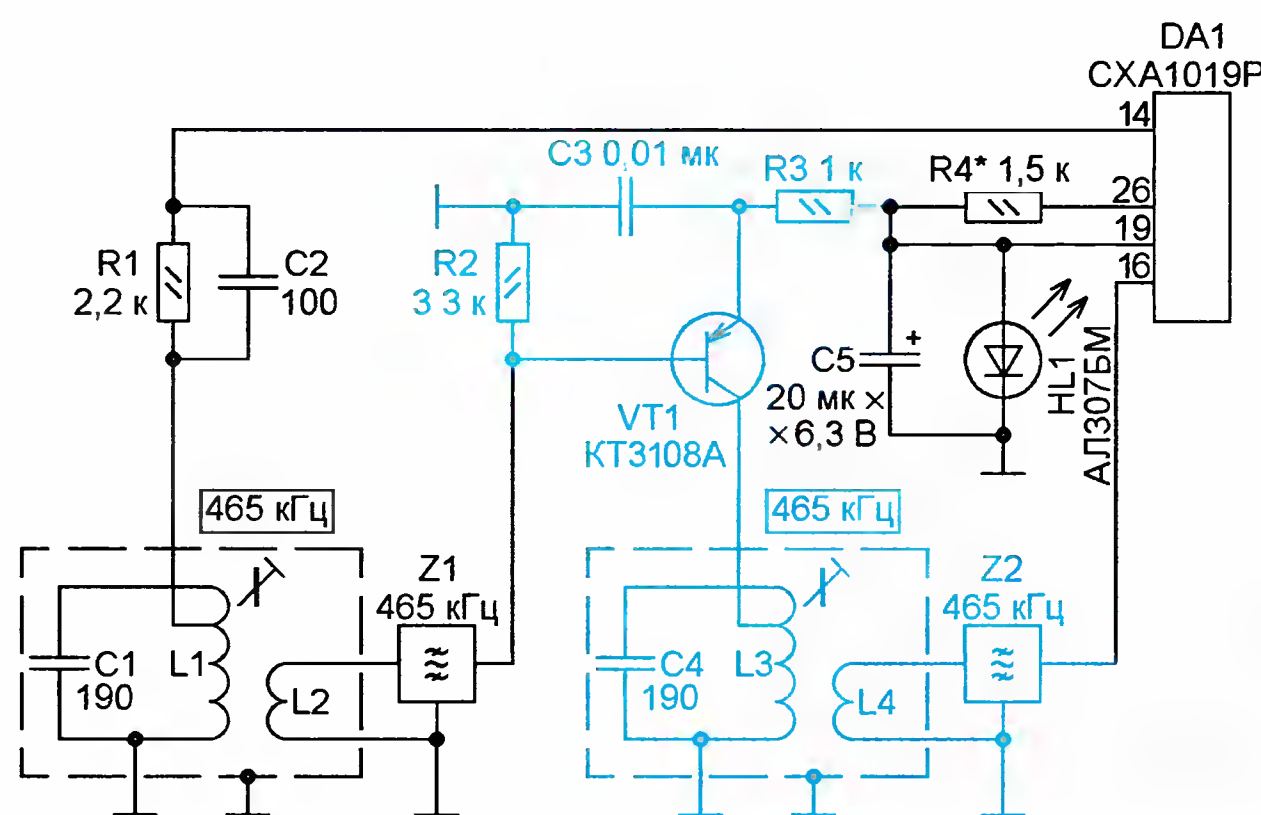 DA1
CXA1019P
14
C3 0,01 мк
R3 1 к
R4* 1,5 к
26
19
16
R1
2,2 к
C2
100
R2
3 3 к
C5
+
20 мк ×
×6,3 В
HL1
АЛ307БМ
VT1
КТ3108А
465 кГц
465 кГц
Z1
465 кГц
Z2
465 кГц
C1
190
L1
L2
C4
190
L3
L4